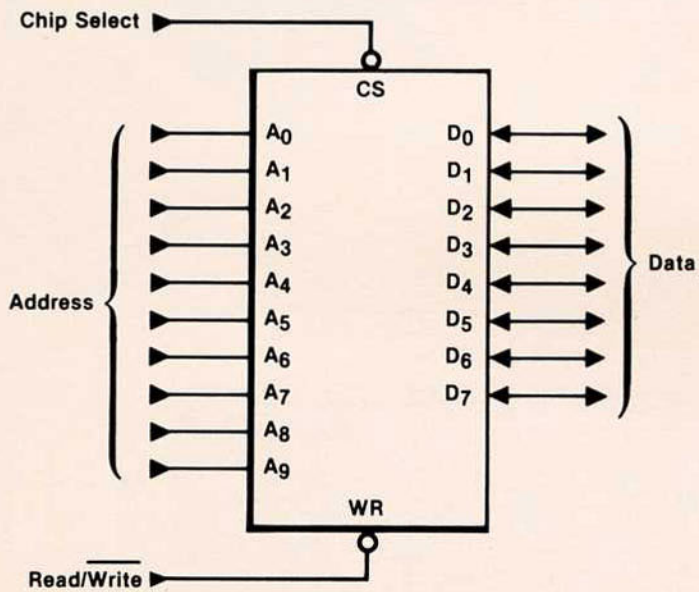 Chip Select
CS
Address
A0
A1
A2
A3
A4
A5
A6
A7
A8
A9
D0
D1
D2
D3
D4
D5
D6
D7
Data
WR
Read/Write